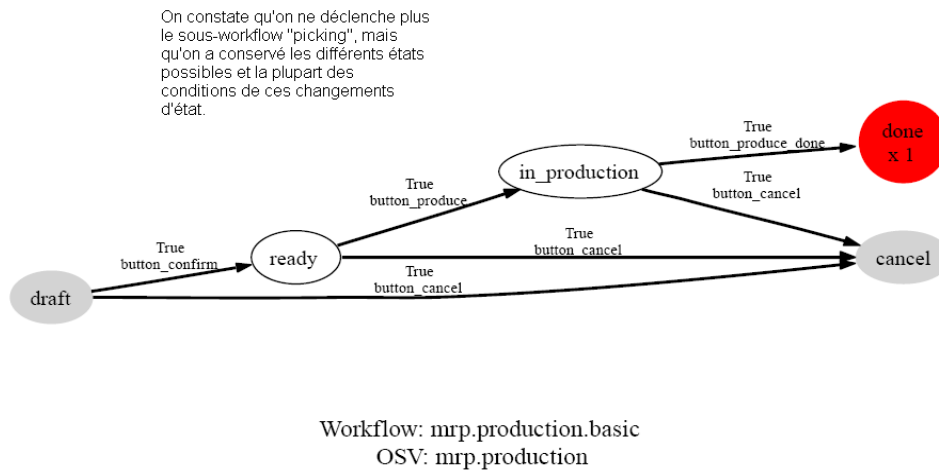 On constate qu'on ne déclenche plus
le sous-workflow "picking", mais
qu'on a conservé les différents états
possibles et la plupart des
conditions de ces changements
d'état.
True
button_produce_done
done
x 1
in_production
True
button_cancel
True
button_produce
True
button_confirm
ready
True
button_cancel
cancel
True
button_cancel
draft
Workflow: mrp.production.basic
OSV: mrp.production